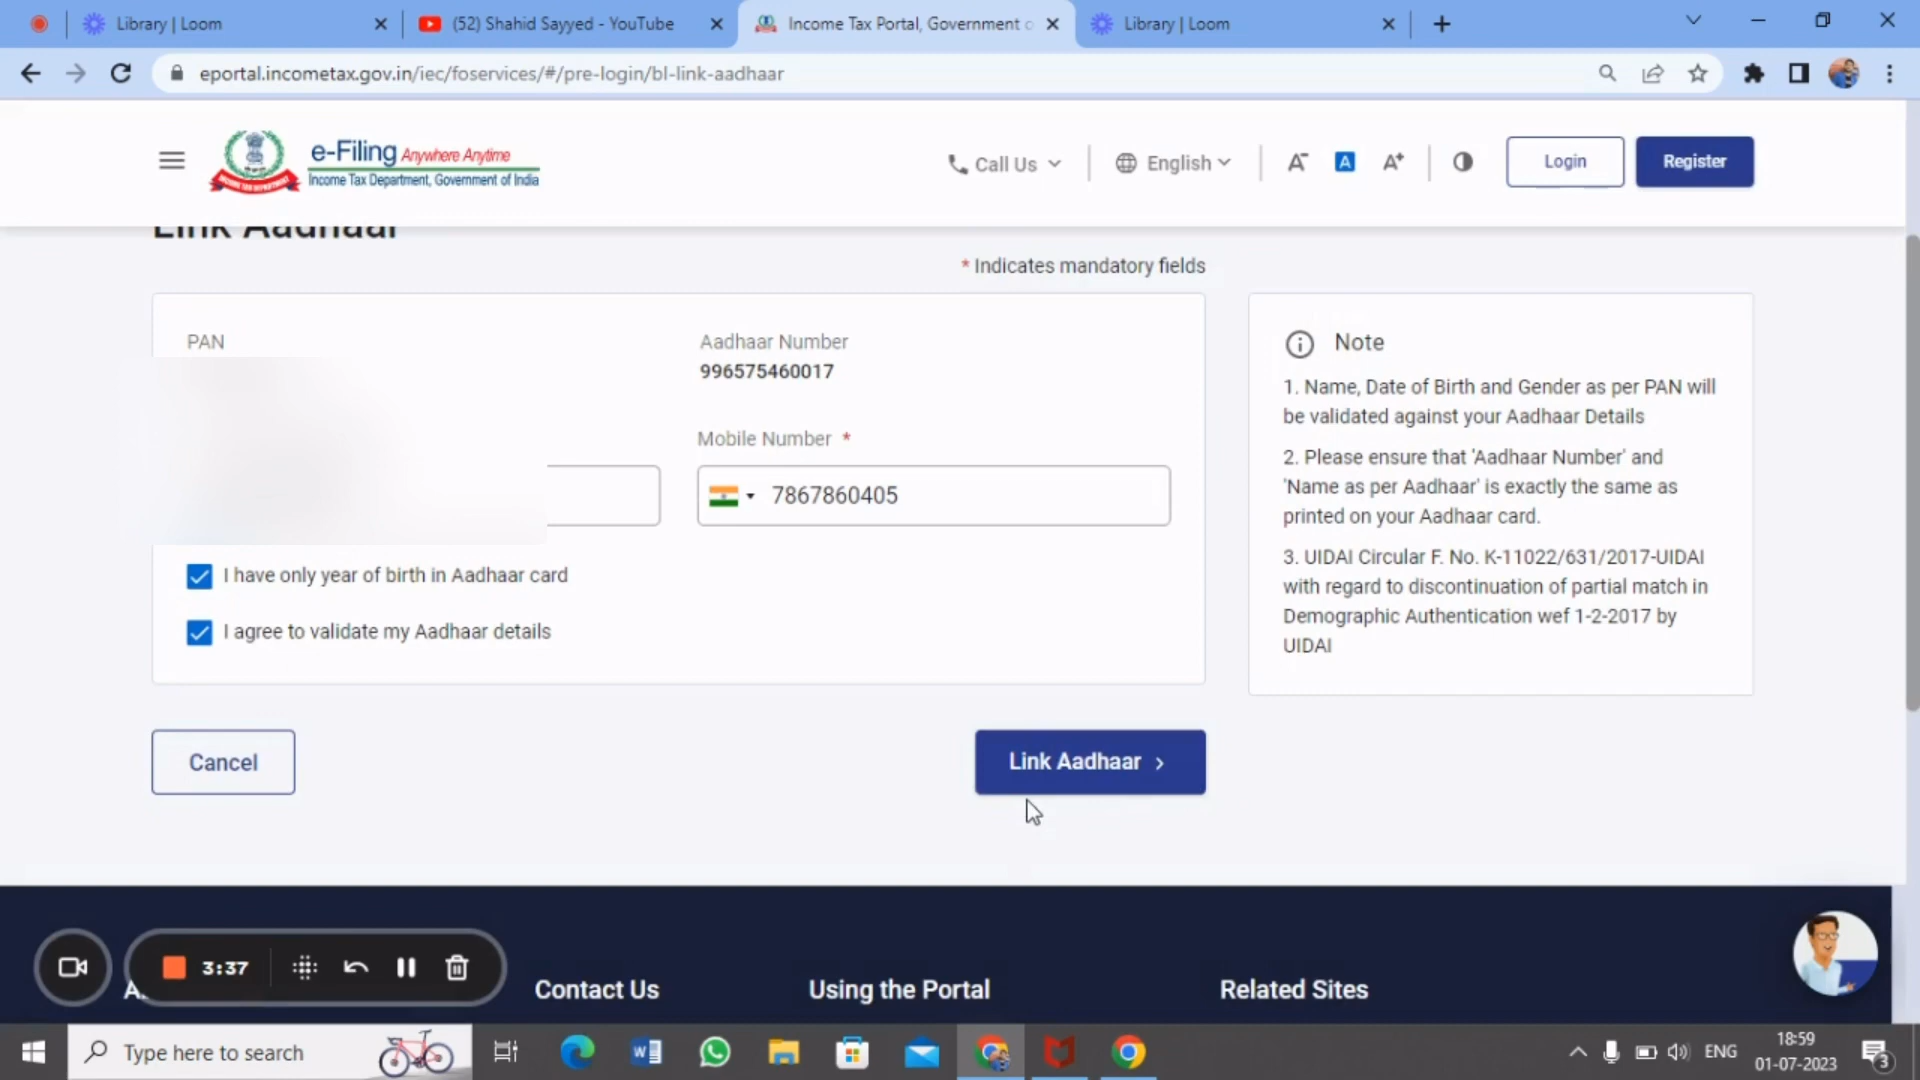 Library | Loom
(52) Shahid Sayyed - YouTube
Income Tax Portal, Government o
Library | Loom
eportal.incometax.gov.in/iec/foservices/#/pre-login/bl-link-aadhaar
e-Filing Anywhere Anytime
Income Tax Department, Government of India
Call Us
English
A-
A
A+
Login
Register
Link Aadhaar
* Indicates mandatory fields
PAN
Aadhaar Number
996575460017
Mobile Number *
7867860405
I have only year of birth in Aadhaar card
I agree to validate my Aadhaar details
Note
1. Name, Date of Birth and Gender as per PAN will
be validated against your Aadhaar Details
2. Please ensure that 'Aadhaar Number' and
'Name as per Aadhaar' is exactly the same as
printed on your Aadhaar card.
3. UIDAI Circular F. No. K-11022/631/2017-UIDAI
with regard to discontinuation of partial match in
Demographic Authentication wef 1-2-2017 by
UIDAI
Cancel
Link Aadhaar >
3:37
Contact Us
Using the Portal
Related Sites
Type here to search
ENG
18:59
01-07-2023
3